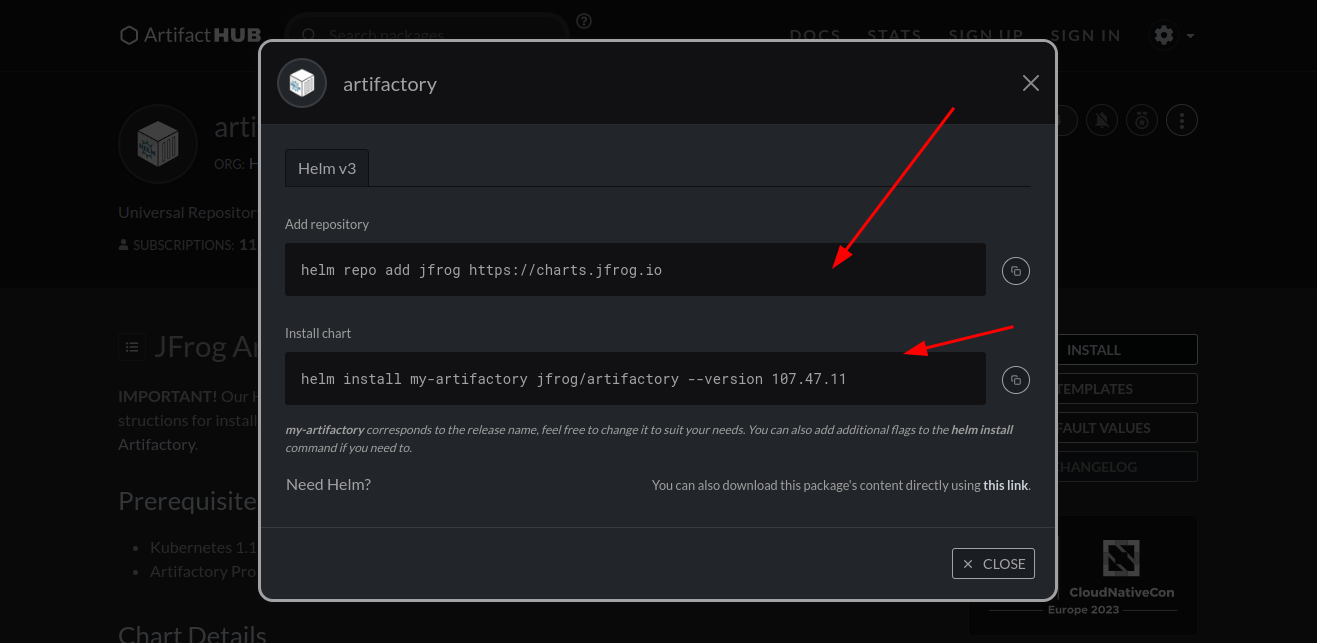 ArtifactHUB
Search packages
DOCS STATS SIGN UP SIGN IN
artifactory
arti
ORG: H
Helm v3
Universal Repositor
SUBSCRIPTIONS: 11
Add repository
helm repo add jfrog https://charts.jfrog.io
Install chart
helm install my-artifactory jfrog/artifactory --version 107.47.11
my-artifactory corresponds to the release name, feel free to change it to suit your needs. You can also add additional flags to the helm install
command if you need to.
Need Helm?
You can also download this package's content directly using this link.
CLOSE
JFrog Ar
IMPORTANT! Our H
structions for install
Artifactory.
Prerequisite
Kubernetes 1.1
Artifactory Pro
Chart Details
INSTALL
TEMPLATES
FAULT VALUES
CHANGELOG
CloudNativeCon
Europe 2023